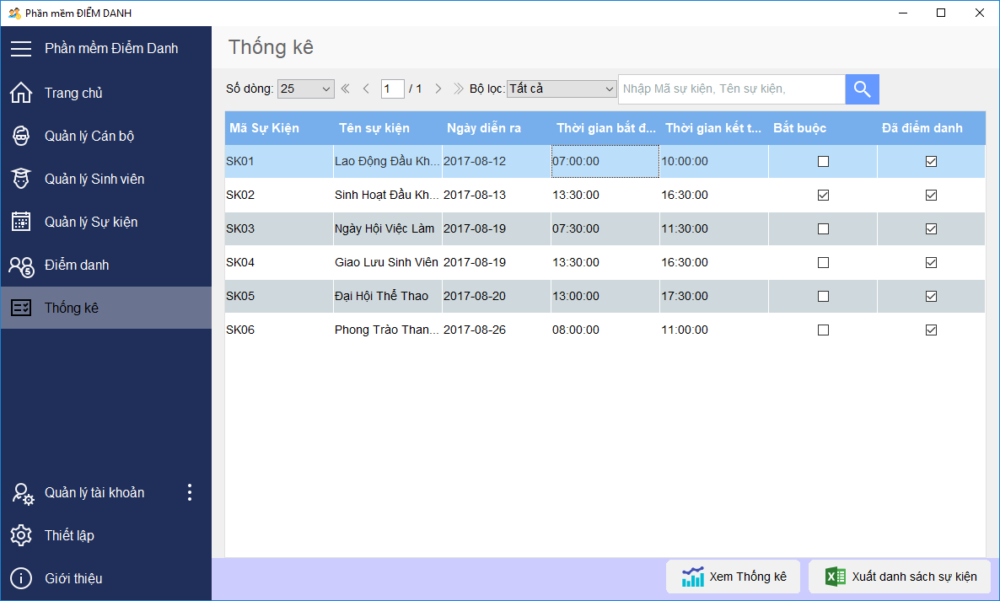 Phần mềm ĐIỂM DANH
Phần mềm Điểm Danh
Trang chủ
Quản lý Cán bộ
Quản lý Sinh viên
Quản lý Sự kiện
Điểm danh
Thống kê
Quản lý tài khoản
Thiết lập
Giới thiệu
Thống kê
Số dòng: 25 1 / 1 Bộ lọc: Tất cả Nhập Mã sự kiện, Tên sự kiện,
Mã Sự Kiện Tên sự kiện Ngày diễn ra Thời gian bắt đ... Thời gian kết t... Bắt buộc Đã điểm danh
SK01 Lao Động Đầu Kh... 2017-08-12 07:00:00 10:00:00
SK02 Sinh Hoạt Đầu Kh... 2017-08-13 13:30:00 16:30:00
SK03 Ngày Hội Việc Làm 2017-08-19 07:30:00 11:30:00
SK04 Giao Lưu Sinh Viên 2017-08-19 13:30:00 16:30:00
SK05 Đại Hội Thể Thao 2017-08-20 13:00:00 17:30:00
SK06 Phong Trào Than... 2017-08-26 08:00:00 11:00:00
Xem Thống kê Xuất danh sách sự kiện